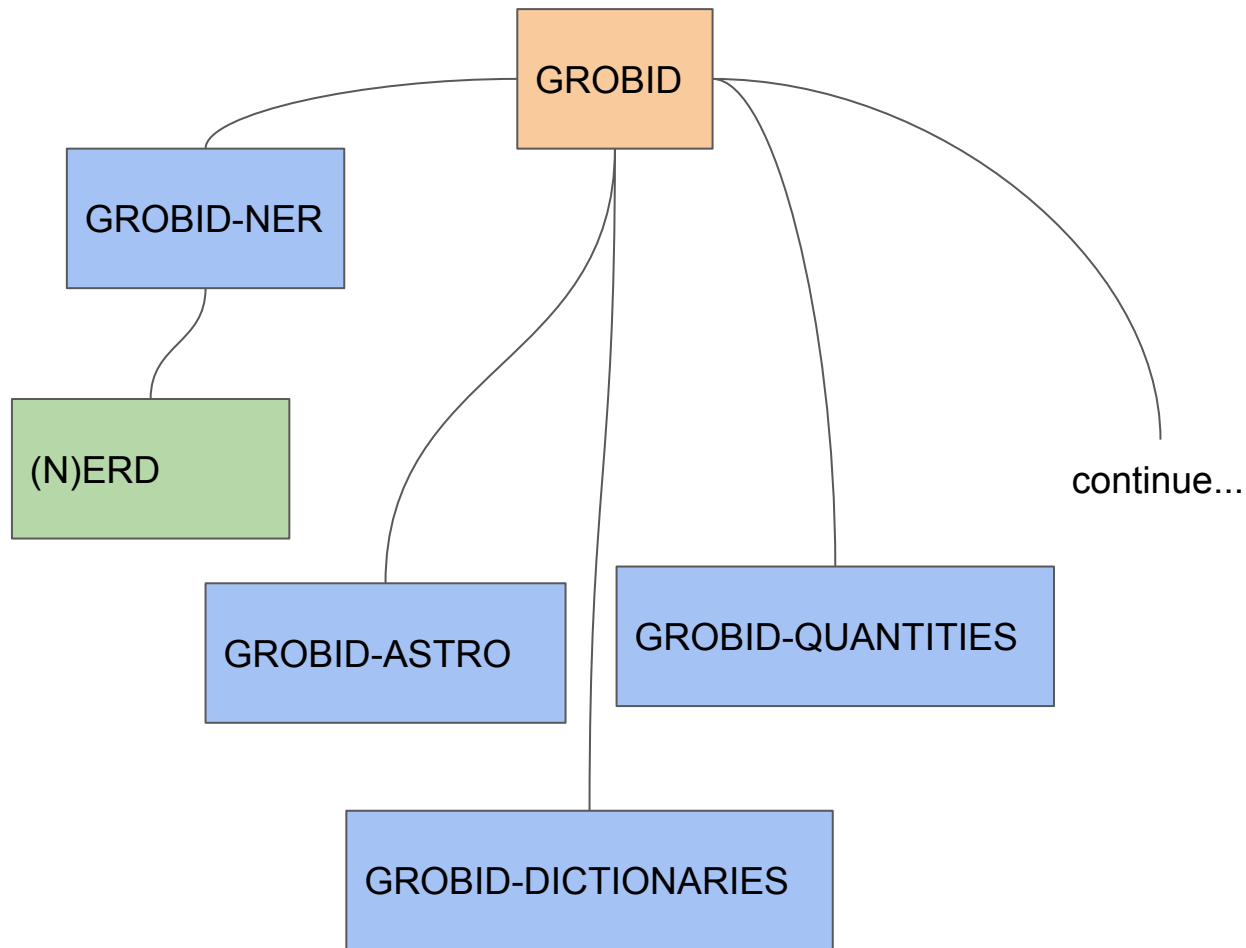 GROBID
GROBID-NER
(N)ERD
continue...
GROBID-ASTRO
GROBID-QUANTITIES
GROBID-DICTIONARIES